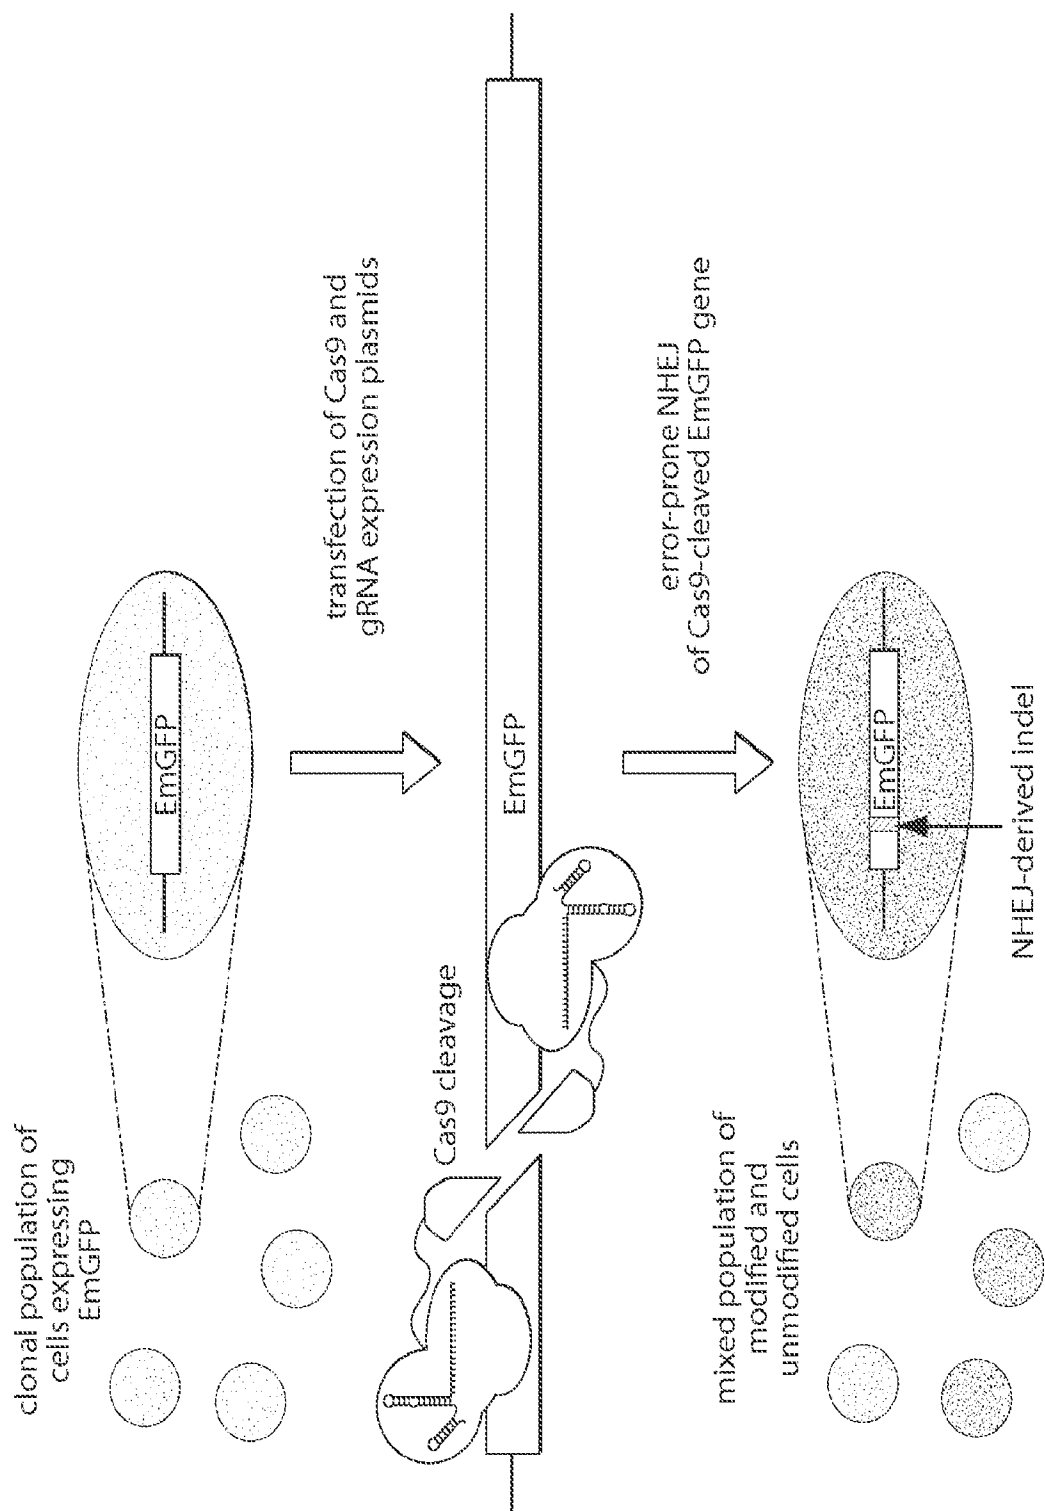 clonal population of
cells expressing
EmGFP
EmGFP
transfection of Cas9 and
gRNA expression plasmids
Cas9 cleavage
EmGFP
error-prone NHEJ
of Cas9-cleaved EmGFP gene
mixed population of
modified and
unmodified cells
EmGFP
NHEJ-derived indel